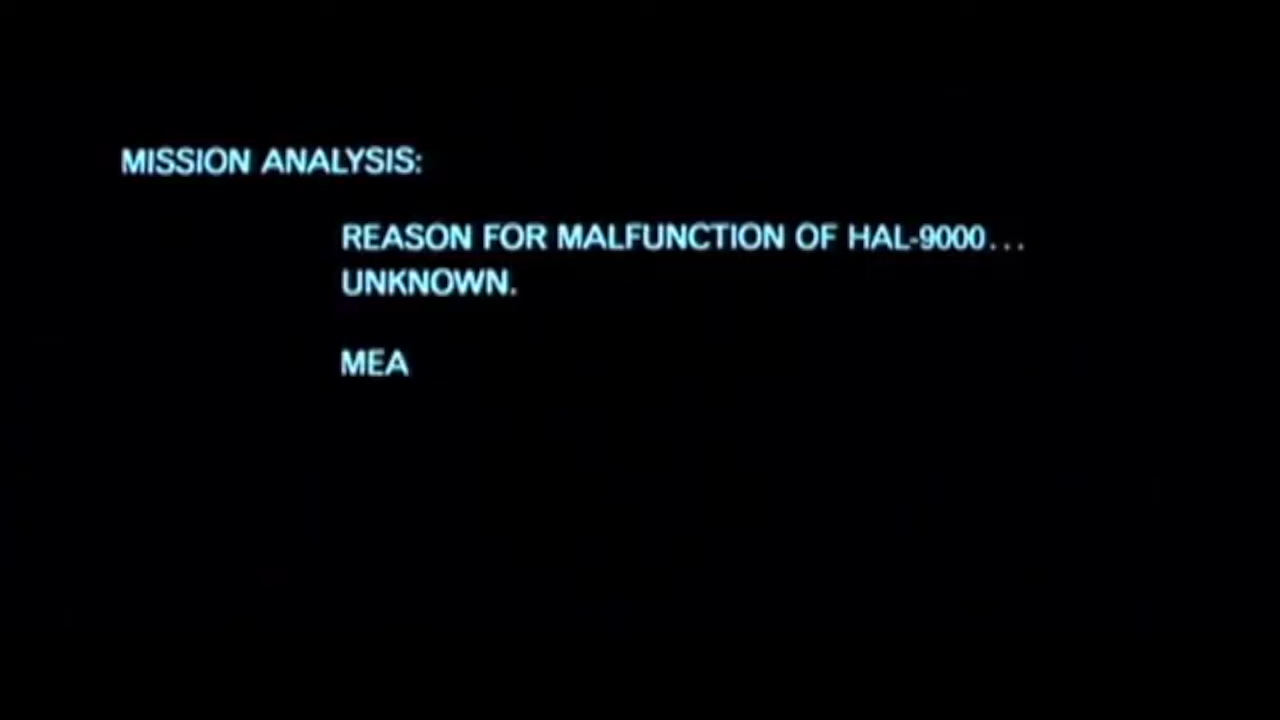 MISSION ANALYSIS:
REASON FOR MALFUNCTION OF HAL-9000...
UNKNOWN.
MEA